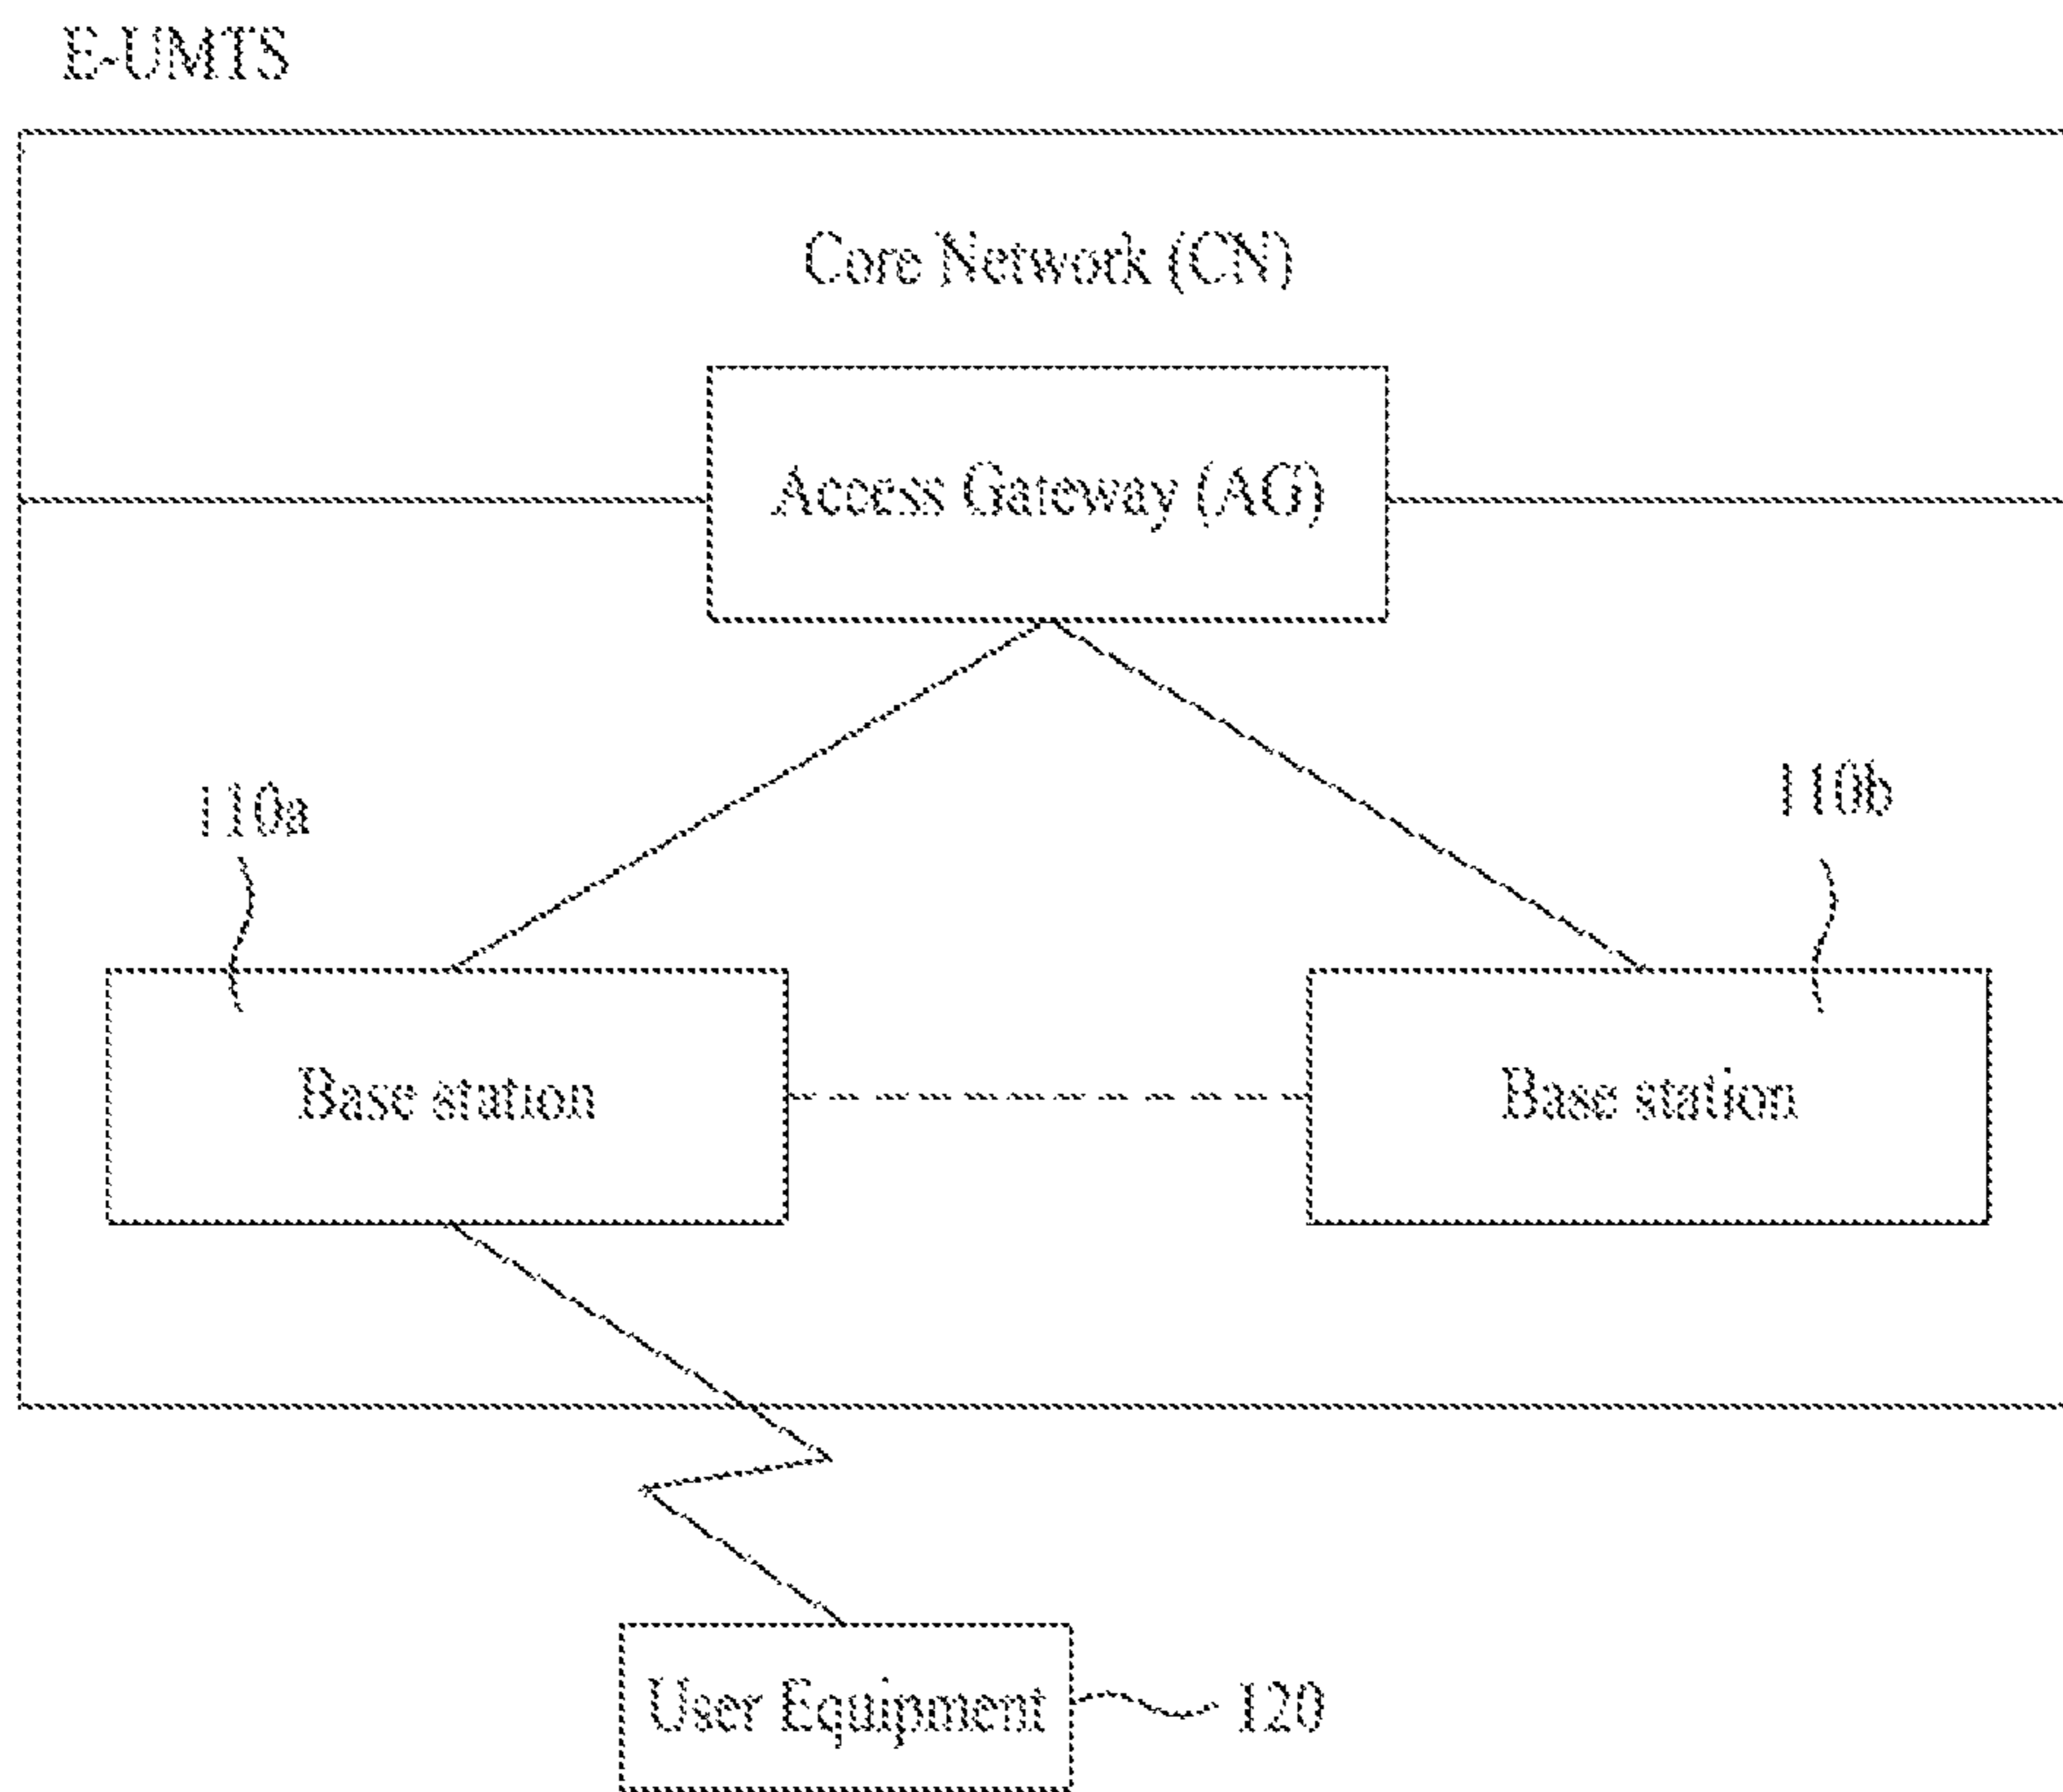 E-UMTS
Core Network (CN)
Access Gateway (AG)
110a
110b
Base station
Base station
User Equipment
120